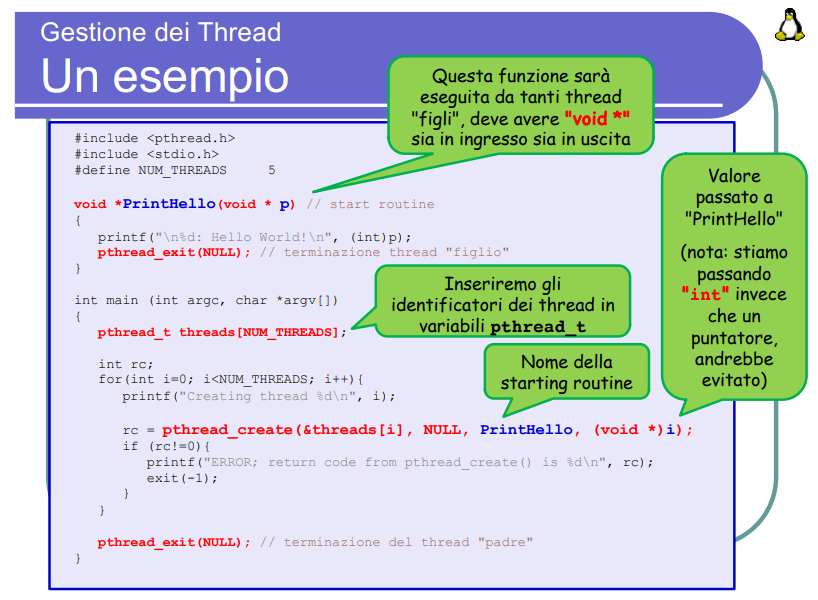 Gestione dei Thread
Un esempio
Questa funzione sarà
eseguita da tanti thread
"figli", deve avere "void *"
sia in ingresso sia in uscita
#include <pthread.h>
#include <stdio.h>
#define NUM_THREADS 5
void *PrintHello(void * p) // start routine
{
printf("\n%d: Hello World!\n", (int)p);
pthread_exit(NULL); // terminazione thread "figlio"
}
Valore
passato a
"PrintHello"
(nota: stiamo
passando
"int" invece
che un
puntatore,
andrebbe
evitato)
Inseriremo gli
identificatori dei thread in
variabili pthread_t
int main (int argc, char *argv[])
{
pthread_t threads[NUM_THREADS];
int rc;
for(int i=0; i<NUM_THREADS; i++){
printf("Creating thread %d\n", i);
Nome della
starting routine
rc = pthread_create(&threads[i], NULL, PrintHello, (void *)i);
if (rc!=0){
printf("ERROR; return code from pthread_create() is %d\n", rc);
exit(-1);
}
}
pthread_exit(NULL); // terminazione del thread "padre"
}